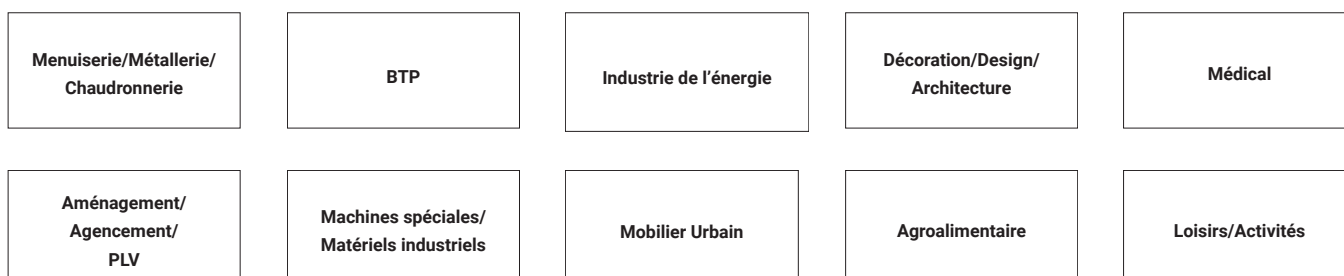 Menuiserie/Métallerie/
Chaudronnerie
BTP
Industrie de l’énergie
Décoration/Design/
Architecture
Médical
Aménagement/
Agencement/
PLV
Machines spéciales/
Matériels industriels
Mobilier Urbain
Agroalimentaire
Loisirs/Activités